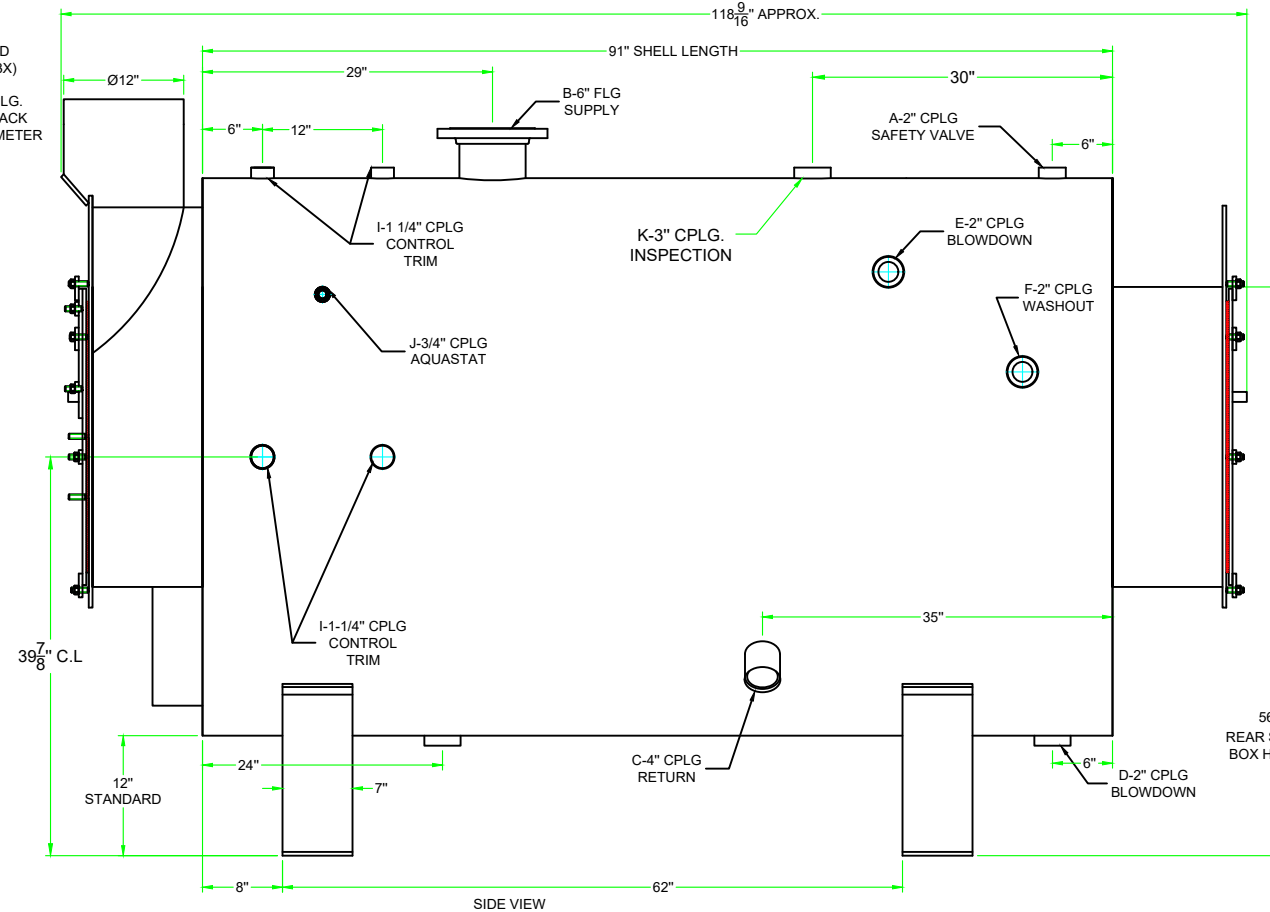 118 9/16" APPROX.
91" SHELL LENGTH
Ø12"
29"
30"
B-6" FLG
SUPPLY
A-2" CPLG
SAFETY VALVE
LG.
6"
12"
6"
I-1 1/4" CPLG
CONTROL
TRIM
K-3" CPLG.
INSPECTION
E-2" CPLG
BLOWDOWN
F-2" CPLG
WASHOUT
J-3/4" CPLG
AQUASTAT
I-1-1/4" CPLG
CONTROL
TRIM
35"
39 7/8" C.L
C-4" CPLG
RETURN
REAR
BOX
24"
7"
12"
STANDARD
6"
D-2" CPLG
BLOWDOWN
8"
62"
SIDE VIEW